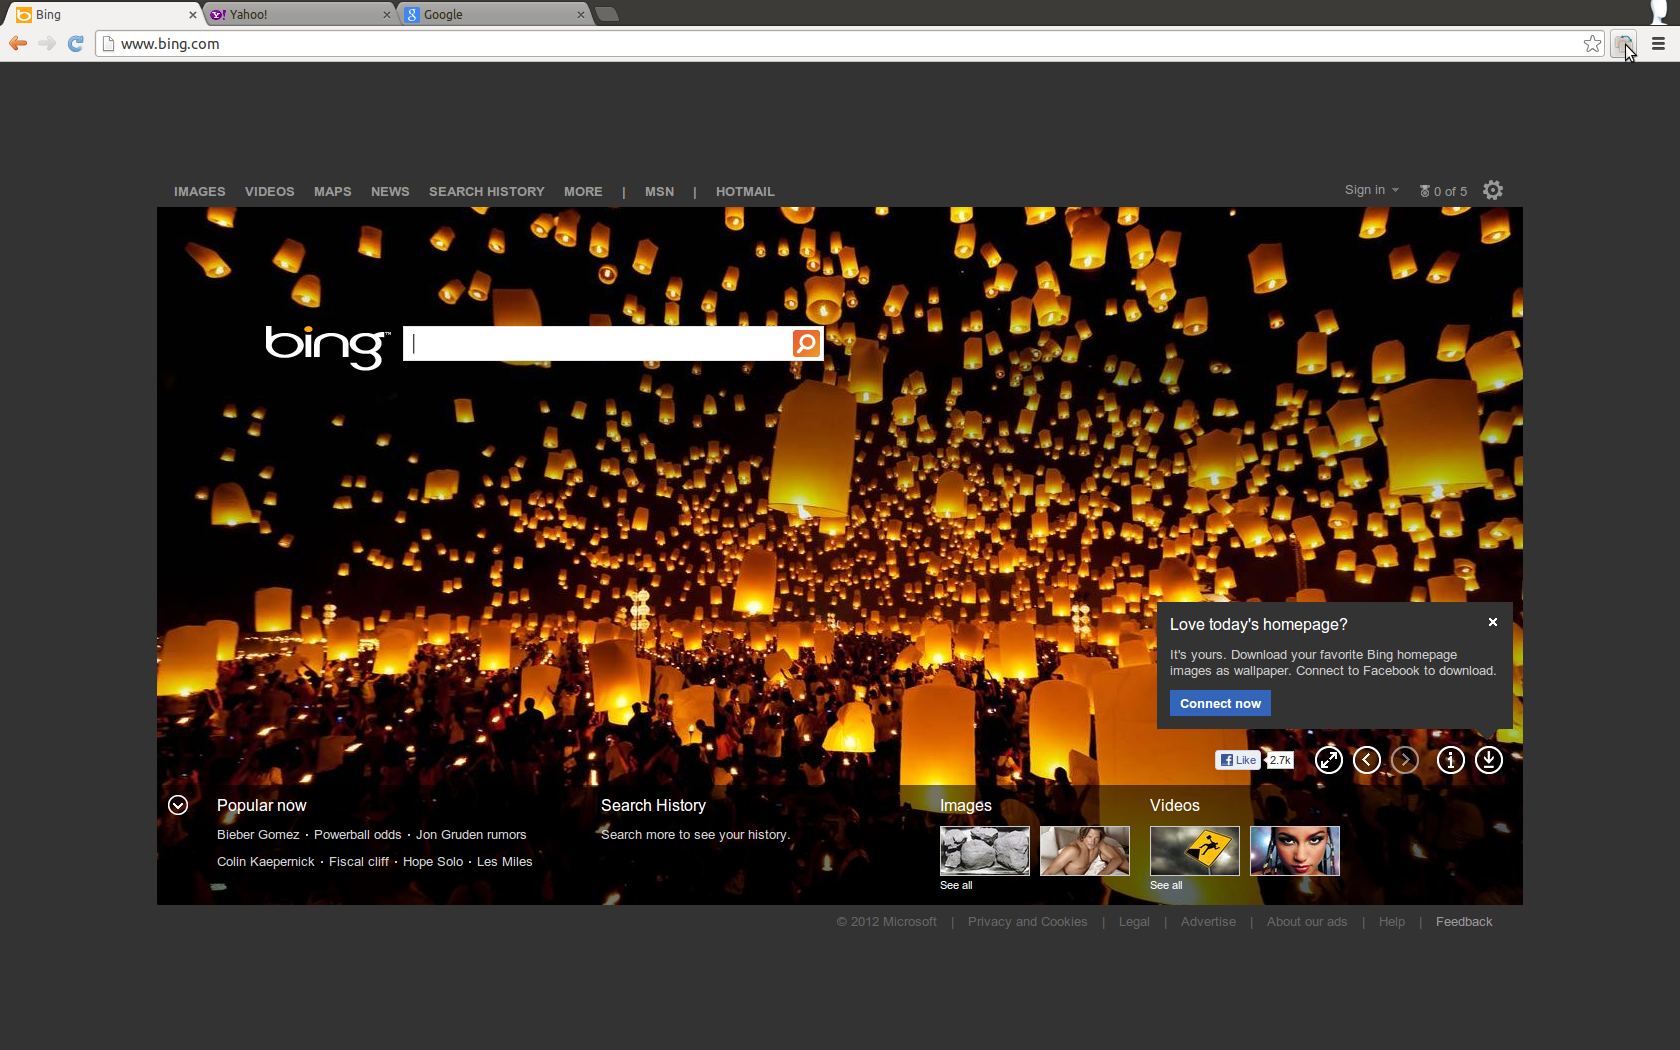 Bing
Yahoo!
Google
www.bing.com
IMAGES VIDEOS MAPS NEWS SEARCH HISTORY MORE | MSN | HOTMAIL
Sign in 0 of 5
bing™
Love today's homepage?
It's yours. Download your favorite Bing homepage
images as wallpaper. Connect to Facebook to download.
Connect now
Like 2.7k
Popular now
Bieber Gomez · Powerball odds · Jon Gruden rumors
Colin Kaepernick · Fiscal cliff · Hope Solo · Les Miles
Search History
Search more to see your history.
Images
See all
Videos
See all
© 2012 Microsoft | Privacy and Cookies | Legal | Advertise | About our ads | Help | Feedback